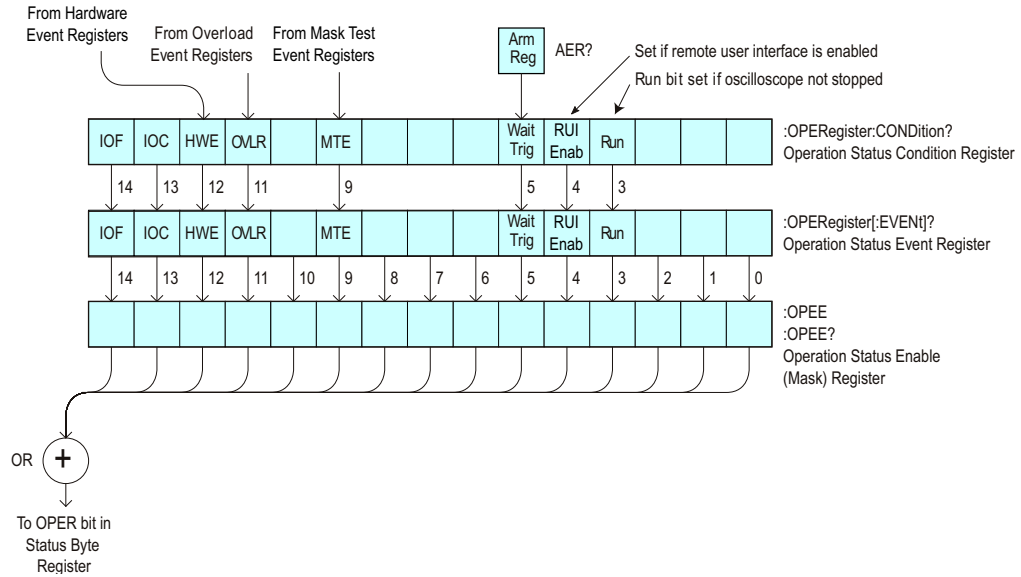 From Hardware
Event Registers
From Overload
Event Registers
From Mask Test
Event Registers
Arm
Reg
AER?
Set if remote user interface is enabled
Run bit set if oscilloscope not stopped
IOF IOC HWE OVLR MTE Wait Trig RUI Enab Run
:OPERegister:CONDition?
Operation Status Condition Register
14 13 12 11 9 5 4 3
IOF IOC HWE OVLR MTE Wait Trig RUI Enab Run
:OPERegister[:EVENt]?
Operation Status Event Register
14 13 12 11 10 9 8 7 6 5 4 3 2 1 0
:OPEE
:OPEE?
Operation Status Enable
(Mask) Register
OR +
To OPER bit in
Status Byte
Register